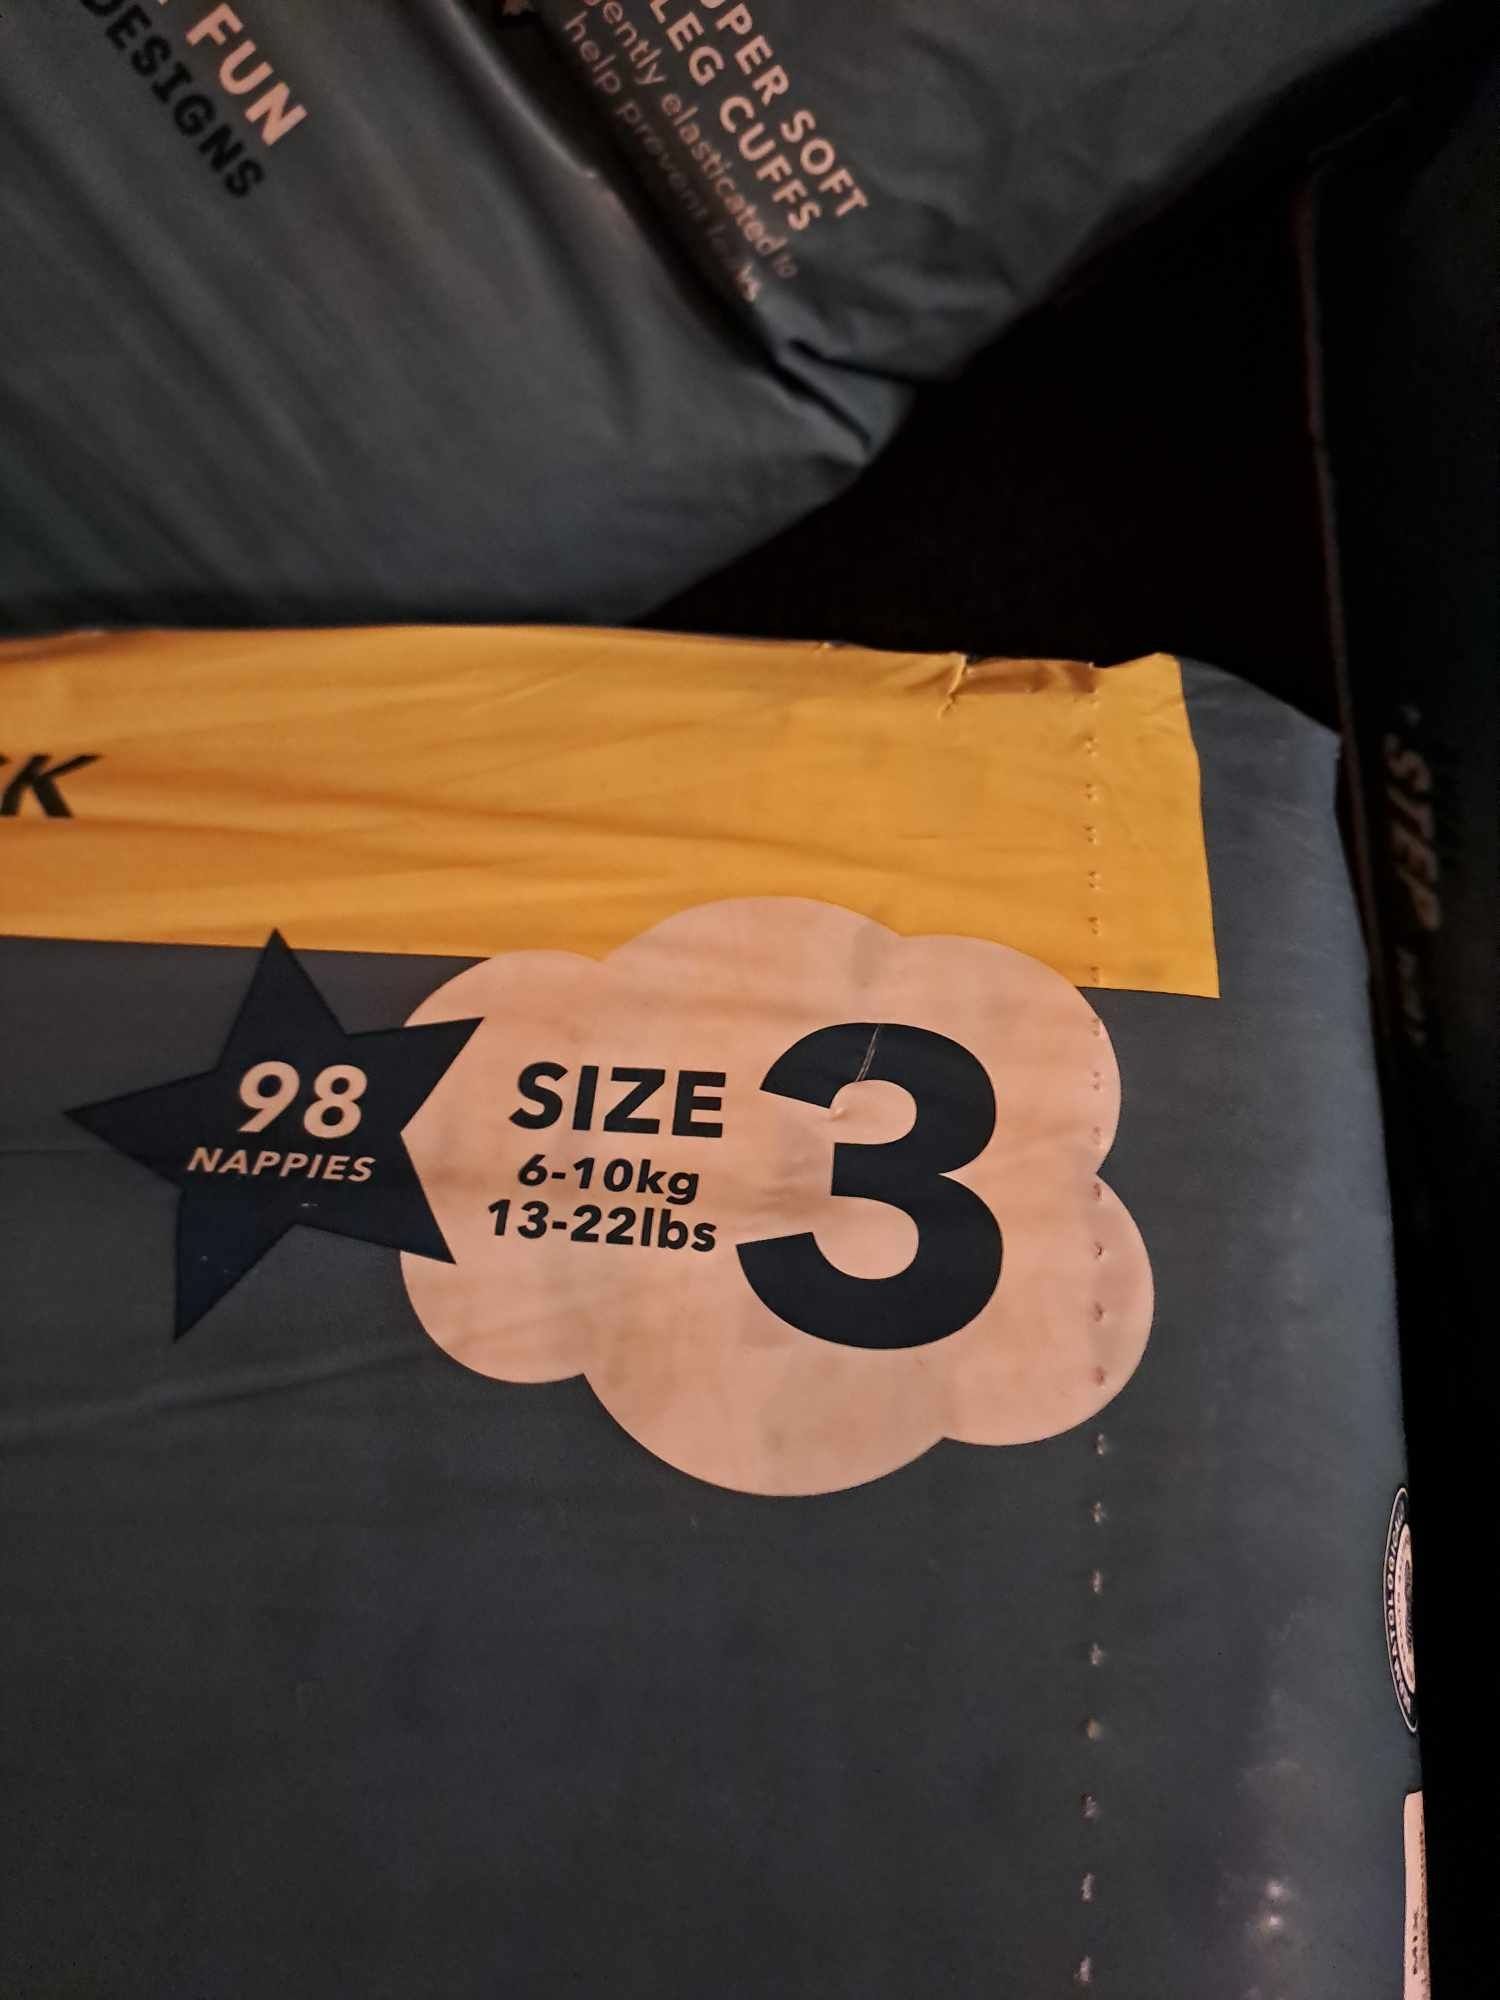 FUN
DESIGNS
SUPER SOFT
LEG CUFFS
gently elasticated to
help prevent
98
NAPPIES
SIZE
6-10kg
13-22lbs
3
STEP